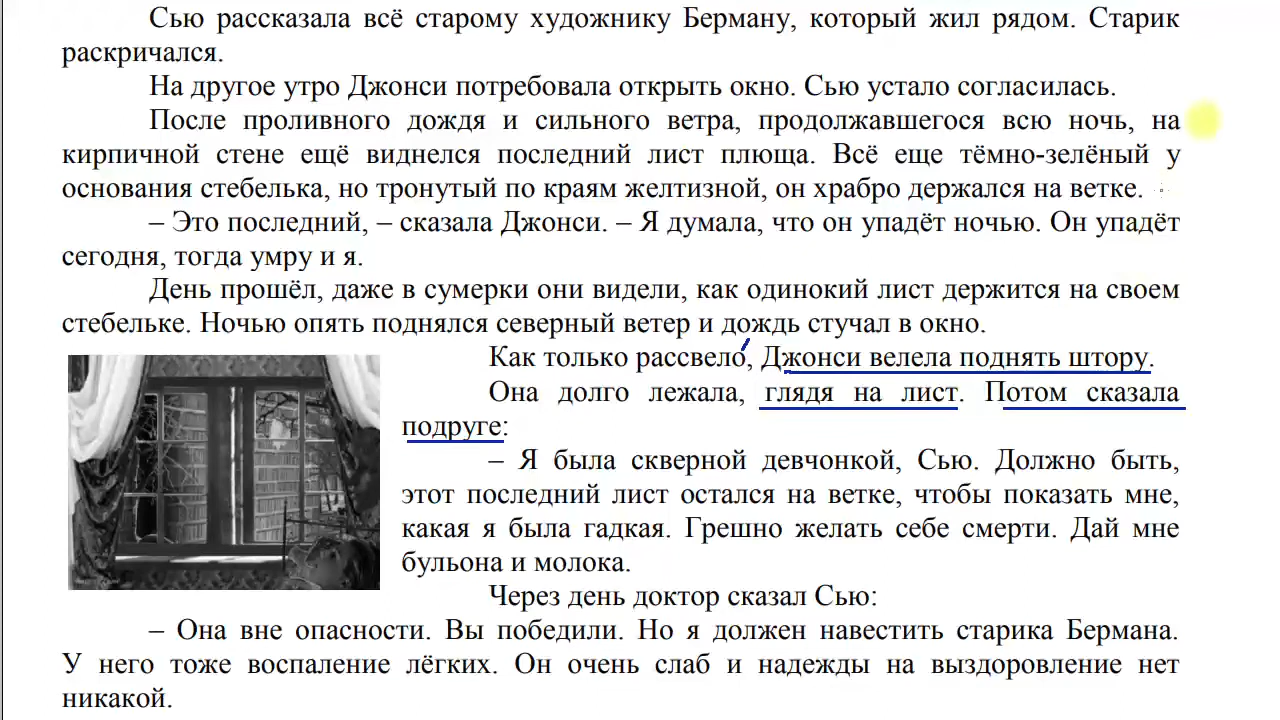 Сью рассказала всё старому художнику Берману, который жил рядом. Старик
раскричался.
На другое утро Джонси потребовала открыть окно. Сью устало согласилась.
После проливного дождя и сильного ветра, продолжавшегося всю ночь, на
кирпичной стене ещё виднелся последний лист плюща. Всё еще тёмно-зелёный у
основания стебелька, но тронутый по краям желтизной, он храбро держался на ветке.
– Это последний, – сказала Джонси. – Я думала, что он упадёт ночью. Он упадёт
сегодня, тогда умру и я.
День прошёл, даже в сумерки они видели, как одинокий лист держится на своем
стебельке. Ночью опять поднялся северный ветер и дождь стучал в окно.
Как только рассвело, Джонси велела поднять штору.
Она долго лежала, глядя на лист. Потом сказала
подруге:
– Я была скверной девчонкой, Сью. Должно быть,
этот последний лист остался на ветке, чтобы показать мне,
какая я была гадкая. Грешно желать себе смерти. Дай мне
бульона и молока.
Через день доктор сказал Сью:
– Она вне опасности. Вы победили. Но я должен навестить старика Бермана.
У него тоже воспаление лёгких. Он очень слаб и надежды на выздоровление нет
никакой.